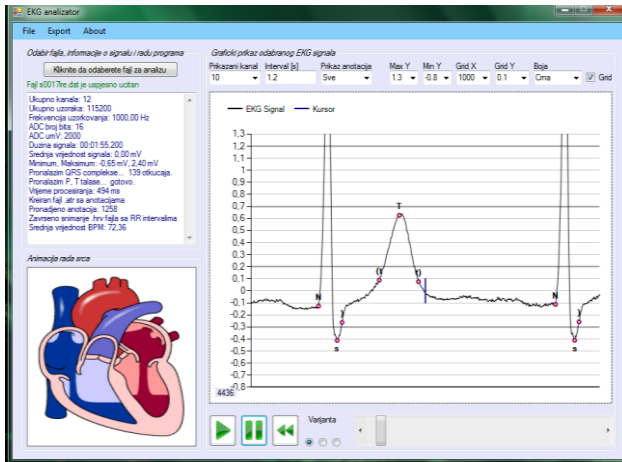 EKG analizator
File Export About
Odabir fajla, informacije o signalu i radu programa
Kliknite da odaberete fajl za analizu
Fajl s0017lre.dat je uspjesno ucitan
Ukupno kanala: 12
Ukupno uzoraka: 115200
Frekvencija uzorkovanja: 1000,00 Hz
ADC broj bita: 16
ADC umV: 2000
Duzina signala: 00:01:55.200
Srednja vrijednost signala: 0,00 mV
Minimum, Maksimum: -0,65 mV, 2,40 mV
Pronalazim QRS complekse... 139 otkucaja.
Pronalazim P, T talase... gotovo.
Vrijeme procesiranja: 494 ms
Kreiran fajl .atr sa anotacijama
Pronadjeno anotacija: 1258
Zavrseno snimanje .hrv fajla sa RR intervalima
Srednja vrijednost BPM: 72,36
Animacija rada srca
Graficki prikaz odabranog EKG signala
Prikazani kanal Interval [s] Prikaz anotacija Max Y Min Y Grid X Grid Y Boja
10 1.2 Sve 1.3 -0.8 1000 0.1 Crna Grid
EKG Signal Kursor
1,3
1,2
1,1
1
0,9
0,8
0,7
0,6
0,5
0,4
0,3
0,2
0,1
0
-0,1
-0,2
-0,3
-0,4
-0,5
-0,6
-0,7
-0,8
T
(t t)
N N
) )
s s
4436
Varijanta